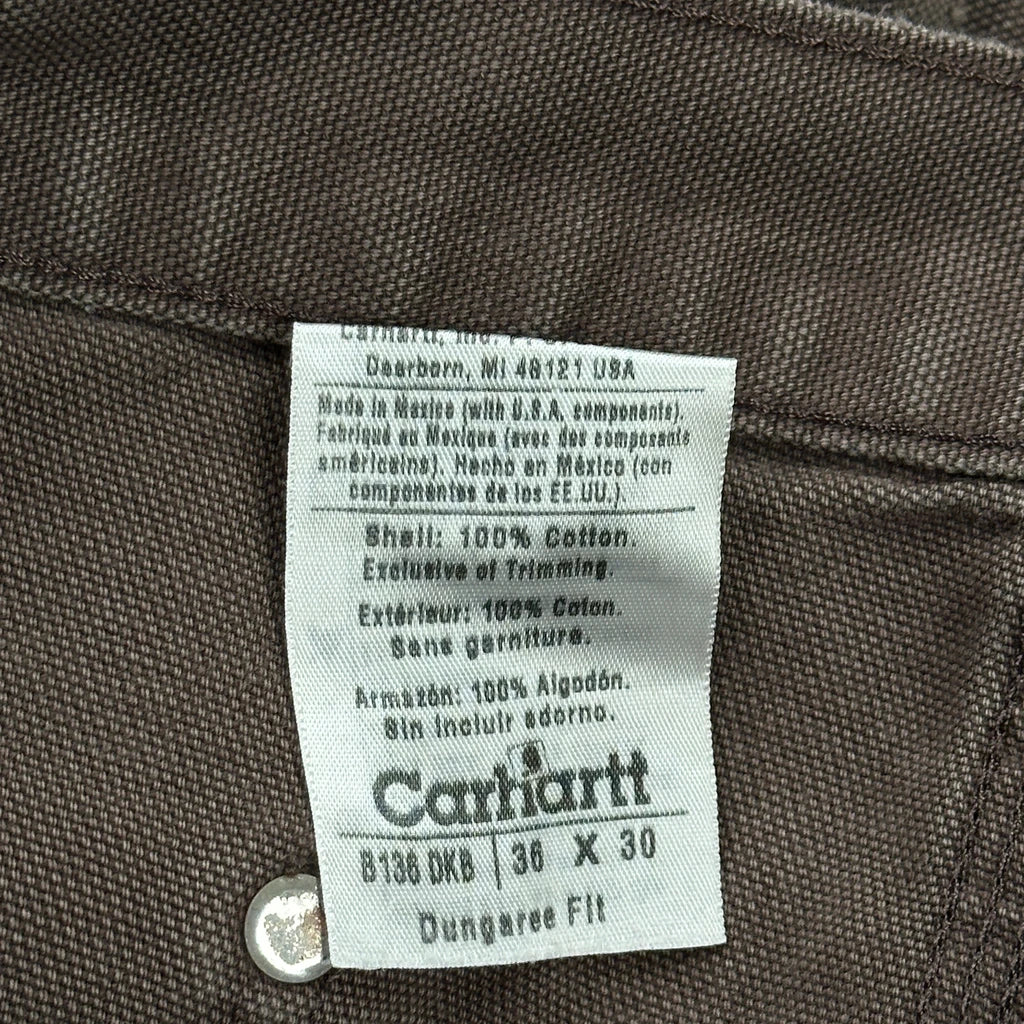 Carhartt, Inc.
Dearborn, MI 48121 USA
Made in Mexico (with U.S.A. components).
Fabriqué au Mexique (avec des composants
américains). Hecho en México (con
componentes de los EE.UU.)
Shell: 100% Cotton.
Exclusive of Trimming.
Extérieur: 100% Coton.
Sans garniture.
Armazón: 100% Algodón.
Sin incluir adorno.
Carhartt
B136 DKB 36 X 30
Dungaree Fit